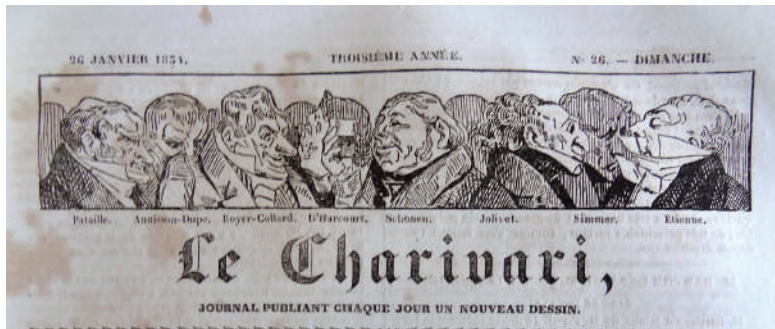 26 JANVIER 1834, TROISIÈME ANNÉE. N° 26. — DIMANCHE.
Pataille. Annisson-Dupe. Royer-Collard. D'Harcourt. Schonen. Jolivet. Simmer. Etienne.
Le Charivari,
JOURNAL PUBLIANT CHAQUE JOUR UN NOUVEAU DESSIN.